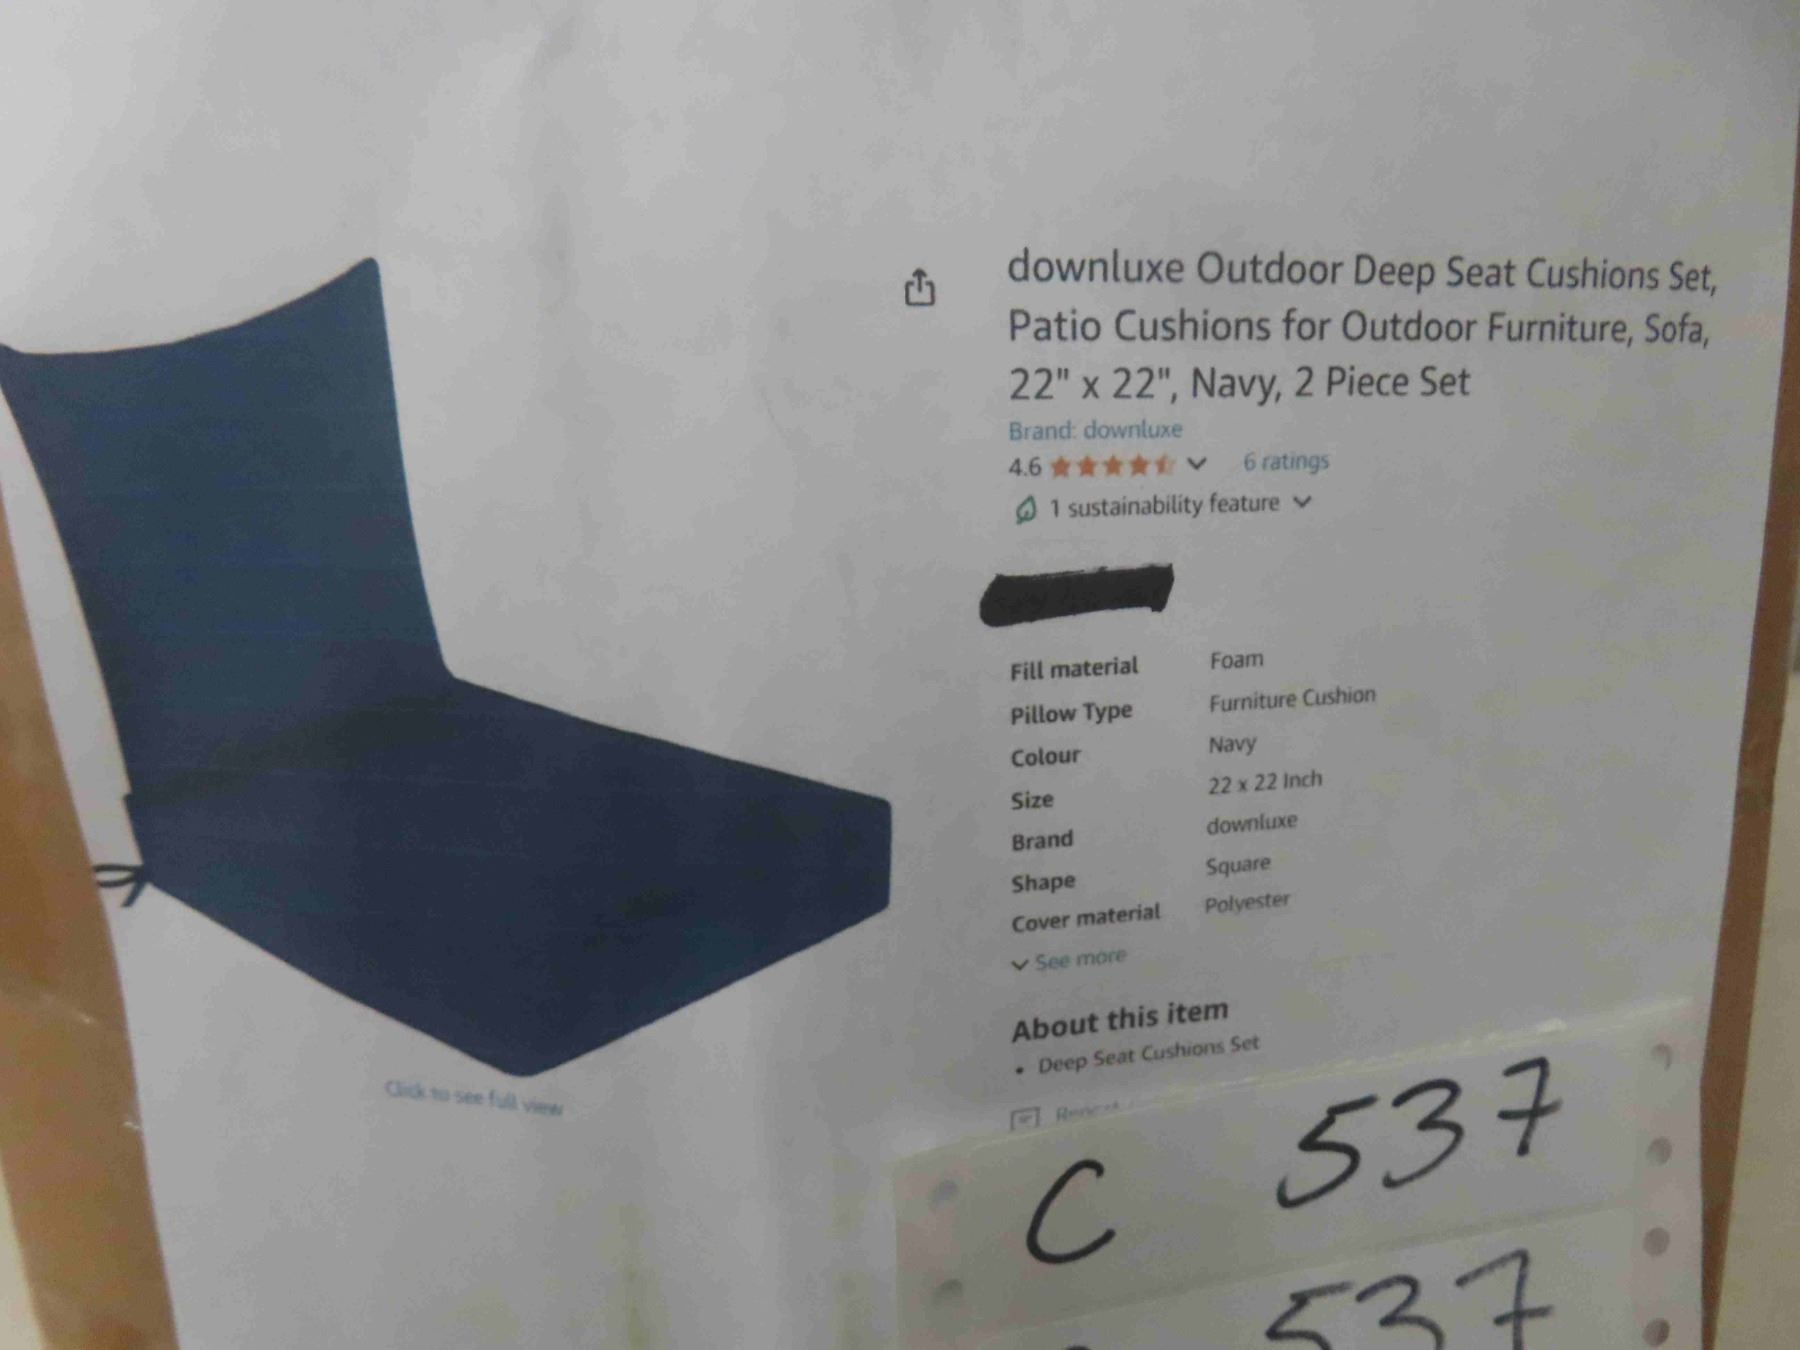 downluxe Outdoor Deep Seat Cushions Set,
Patio Cushions for Outdoor Furniture, Sofa,
22" x 22", Navy, 2 Piece Set
Brand: downluxe
4.6 6 ratings
1 sustainability feature
Fill material Foam
Pillow Type Furniture Cushion
Colour Navy
Size 22 x 22 Inch
Brand downluxe
Shape Square
Cover material Polyester
See more
About this item
• Deep Seat Cushions Set
Click to see full view
C 537
537